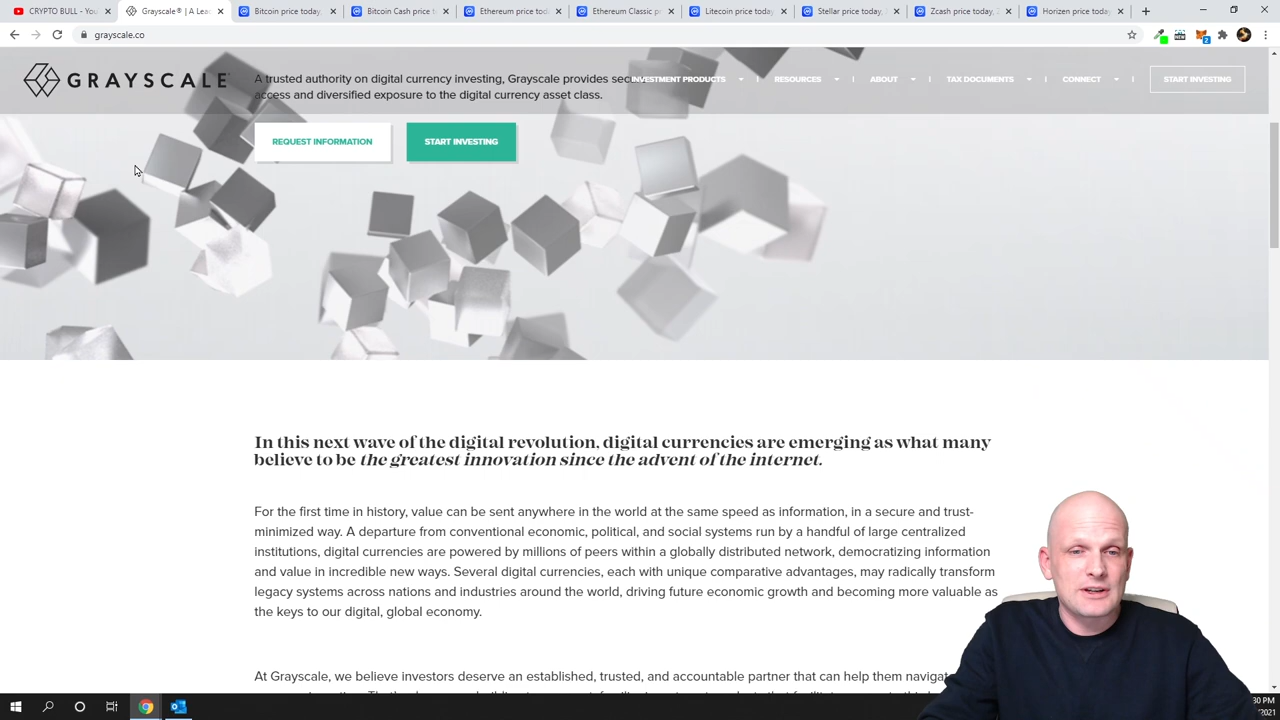 CRYPTO BULL - You
Grayscale® | A Lead
Bitcoin price today
Bitcoin Cash price t
Ethereum price tod
Ethereum Classic p
Litecoin price today
Stellar price today,
Zcash price today,
Horizen price today
grayscale.co
2
GRAYSCALE
INVESTMENT PRODUCTS
RESOURCES
ABOUT
TAX DOCUMENTS
CONNECT
START INVESTING
A trusted authority on digital currency investing, Grayscale provides sec
access and diversified exposure to the digital currency asset class.
REQUEST INFORMATION
START INVESTING
In this next wave of the digital revolution, digital currencies are emerging as what many
believe to be the greatest innovation since the advent of the internet.
For the first time in history, value can be sent anywhere in the world at the same speed as information, in a secure and trust-
minimized way. A departure from conventional economic, political, and social systems run by a handful of large centralized
institutions, digital currencies are powered by millions of peers within a globally distributed network, democratizing information
and value in incredible new ways. Several digital currencies, each with unique comparative advantages, may radically transform
legacy systems across nations and industries around the world, driving future economic growth and becoming more valuable as
the keys to our digital, global economy.
At Grayscale, we believe investors deserve an established, trusted, and accountable partner that can help them navigat
30 PM
2021